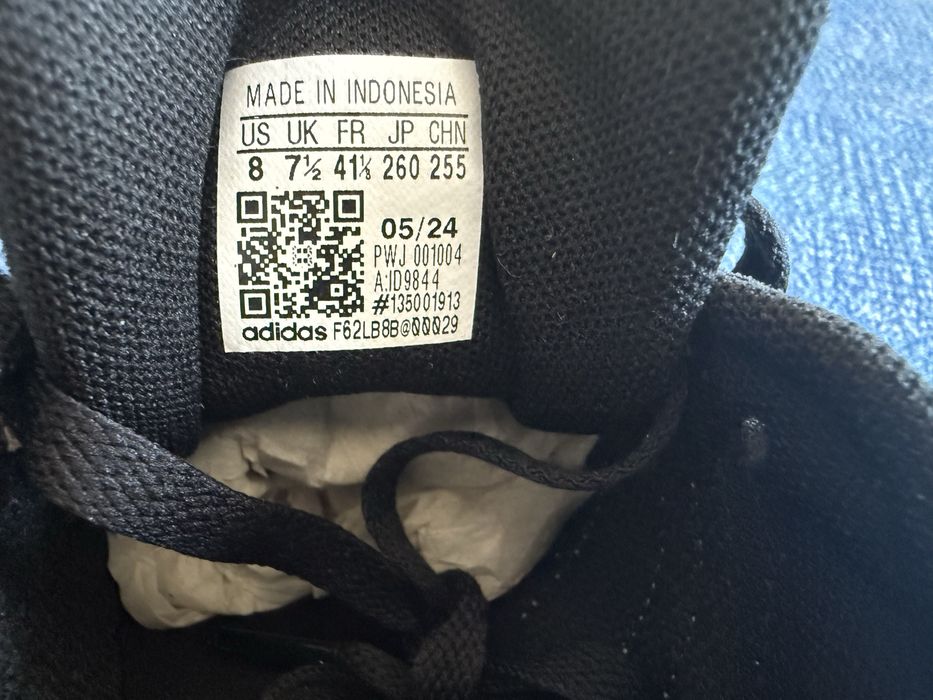 MADE IN INDONESIA
US UK FR JP CHN
8 7½ 41⅓ 260 255
05/24
PWJ 001004
A:ID9844
#135001913
adidas F62LB8B@00029